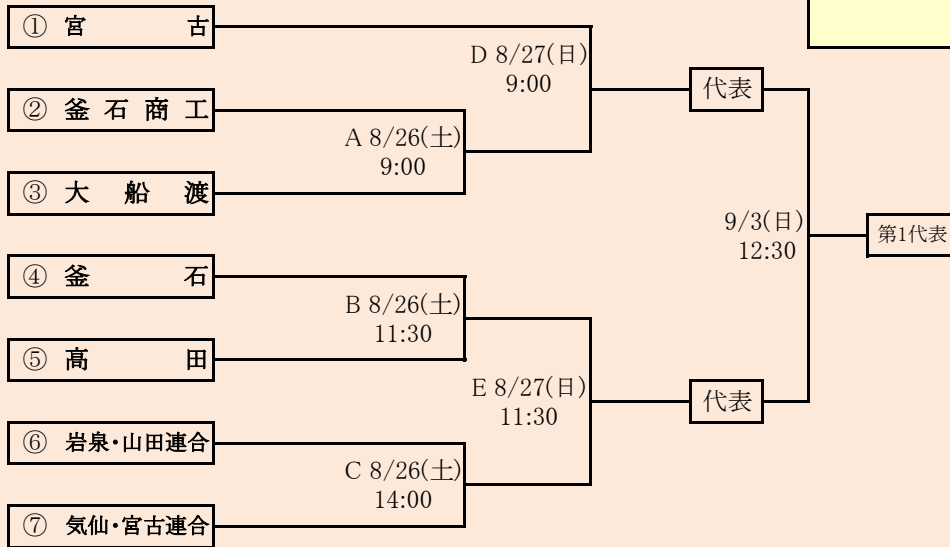 ① 宮古
D 8/27(日)
9:00
代表
② 釜石商工
A 8/26(土)
9:00
③ 大船渡
9/3(日)
12:30
第1代表
④ 釜石
B 8/26(土)
11:30
⑤ 高田
E 8/27(日)
11:30
代表
⑥ 岩泉・山田連合
C 8/26(土)
14:00
⑦ 気仙・宮古連合